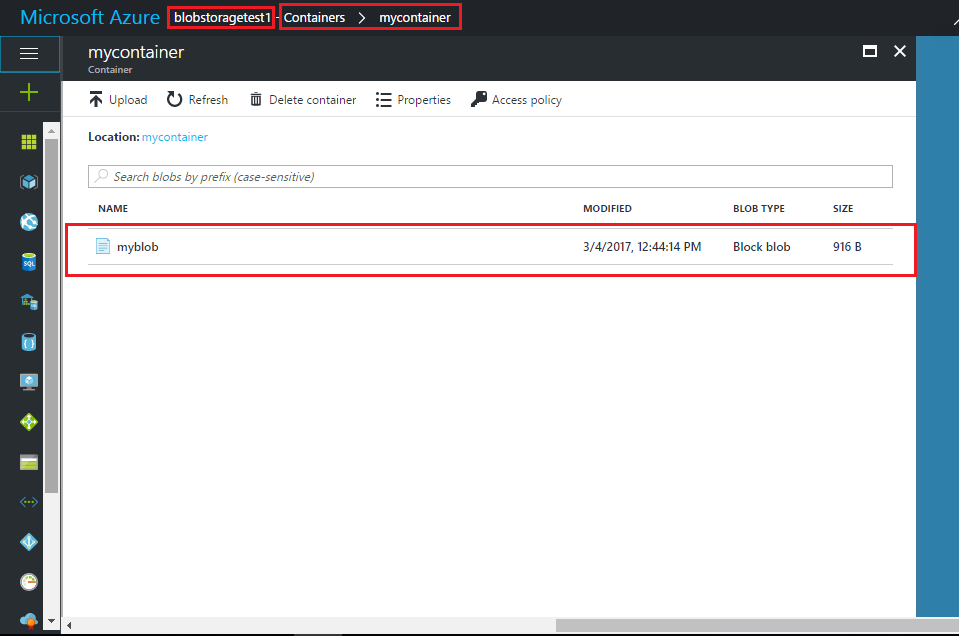 Microsoft Azure blobstoragetest1 - Containers > mycontainer
mycontainer
Container
Upload Refresh Delete container Properties Access policy
Location: mycontainer
Search blobs by prefix (case-sensitive)
NAME MODIFIED BLOB TYPE SIZE
myblob 3/4/2017, 12:44:14 PM Block blob 916 B
SQL